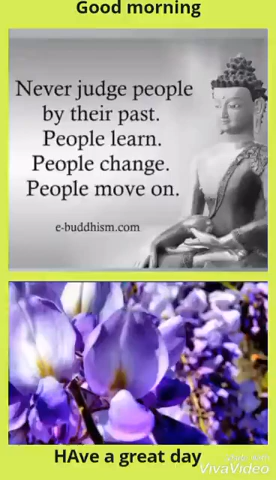 Good morning
Never judge people
by their past.
People learn.
People change.
People move on.
e-buddhism.com
HAve a great day
VivaVideo